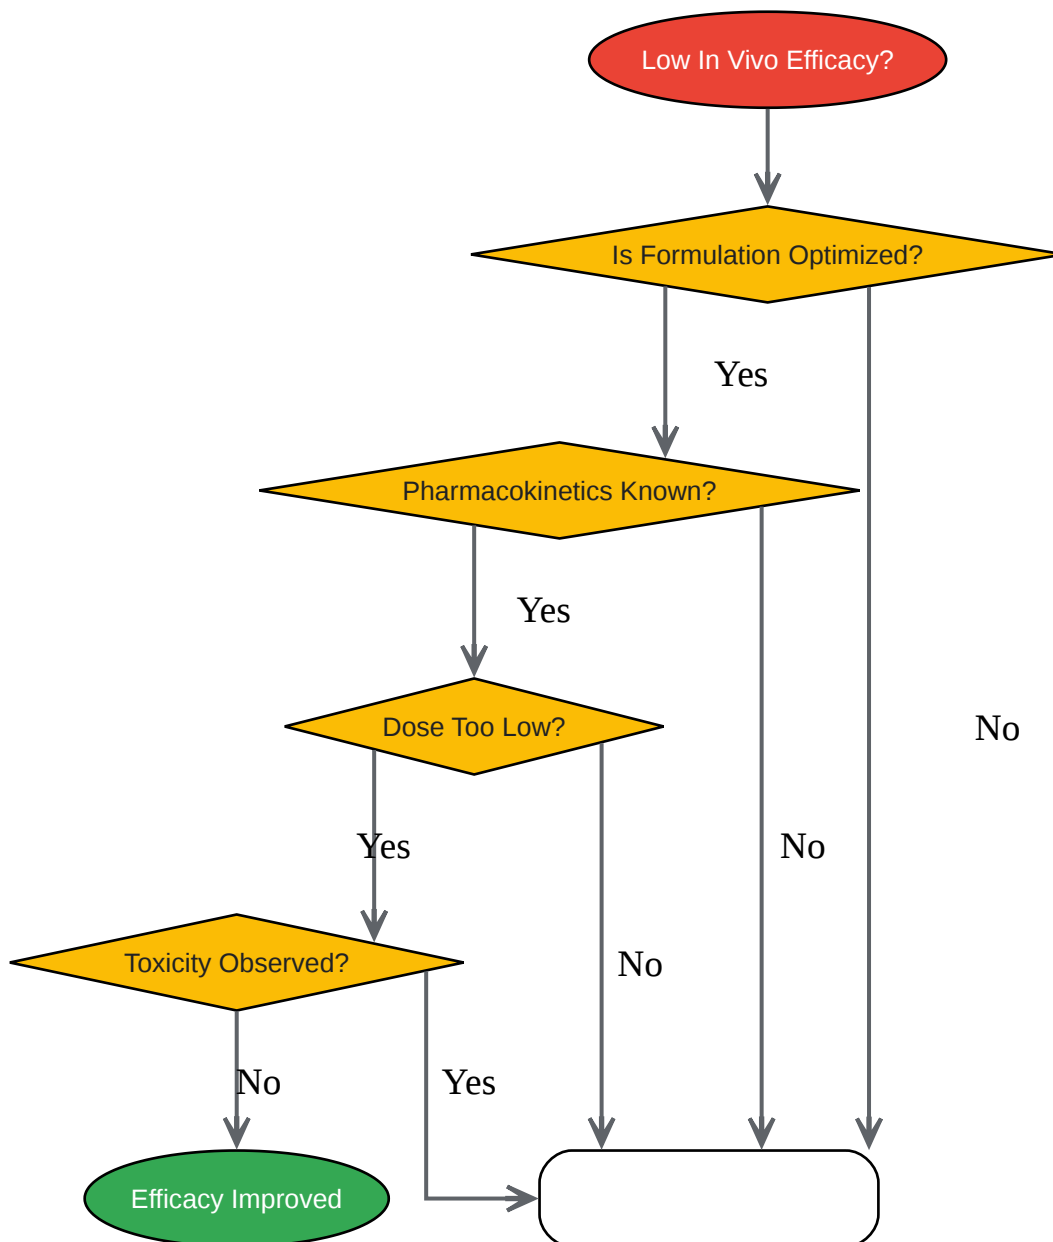 Low In Vivo Efficacy?
Is Formulation Optimized?
Yes
Pharmacokinetics Known?
Yes
Dose Too Low?
No
Yes
No
Toxicity Observed?
No
No
Yes
Efficacy Improved